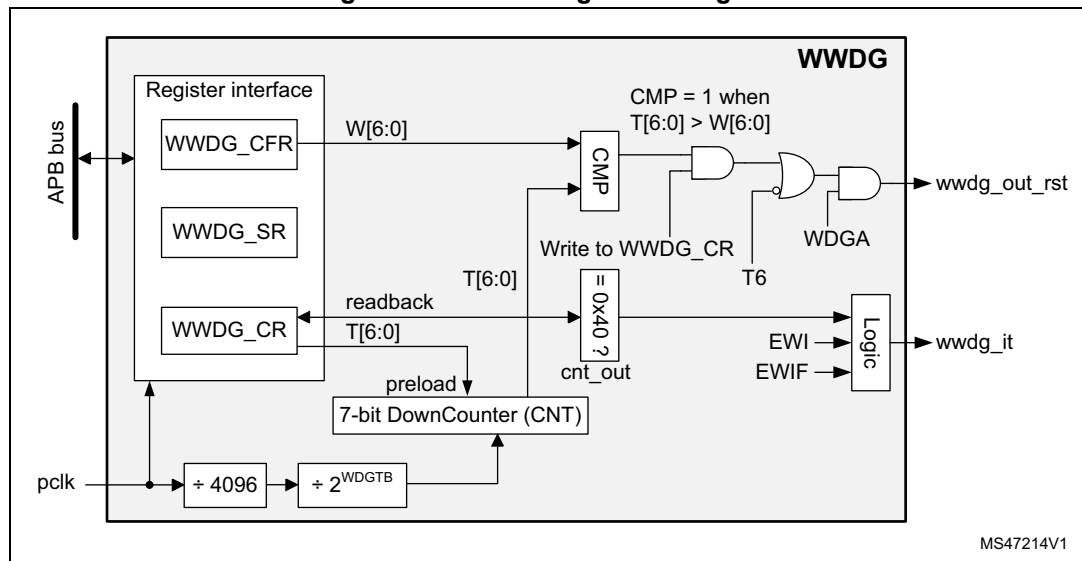 WWDG
Register interface
CMP = 1 when
T[6:0] > W[6:0]
W[6:0]
WWDG_CFR
CMP
APB bus
wwdg_out_rst
WWDG_SR
WDGA
Write to WWDG_CR
T6
T[6:0]
readback
= 0x40 ?
WWDG_CR
T[6:0]
Logic
EWI
wwdg_it
cnt_out
EWIF
preload
7-bit DownCounter (CNT)
pclk
÷ 4096
÷ 2WDGTB
MS47214V1